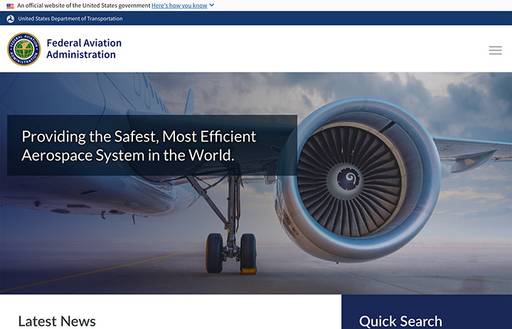 An official website of the United States government Here's how you know
United States Department of Transportation
Federal Aviation
Administration
Providing the Safest, Most Efficient
Aerospace System in the World.
Latest News
Quick Search